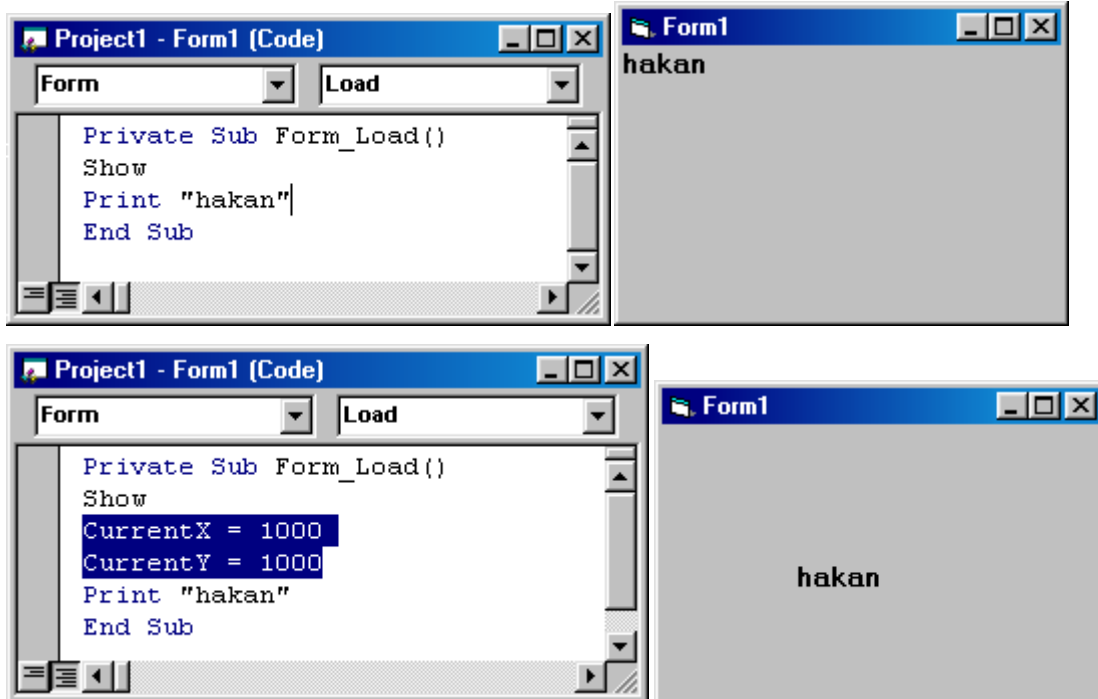 Project1 - Form1 (Code)
Form Load
Private Sub Form_Load()
Show
Print "hakan"
End Sub
Form1
hakan
Project1 - Form1 (Code)
Form Load
Private Sub Form_Load()
Show
CurrentX = 1000
CurrentY = 1000
Print "hakan"
End Sub
Form1
hakan